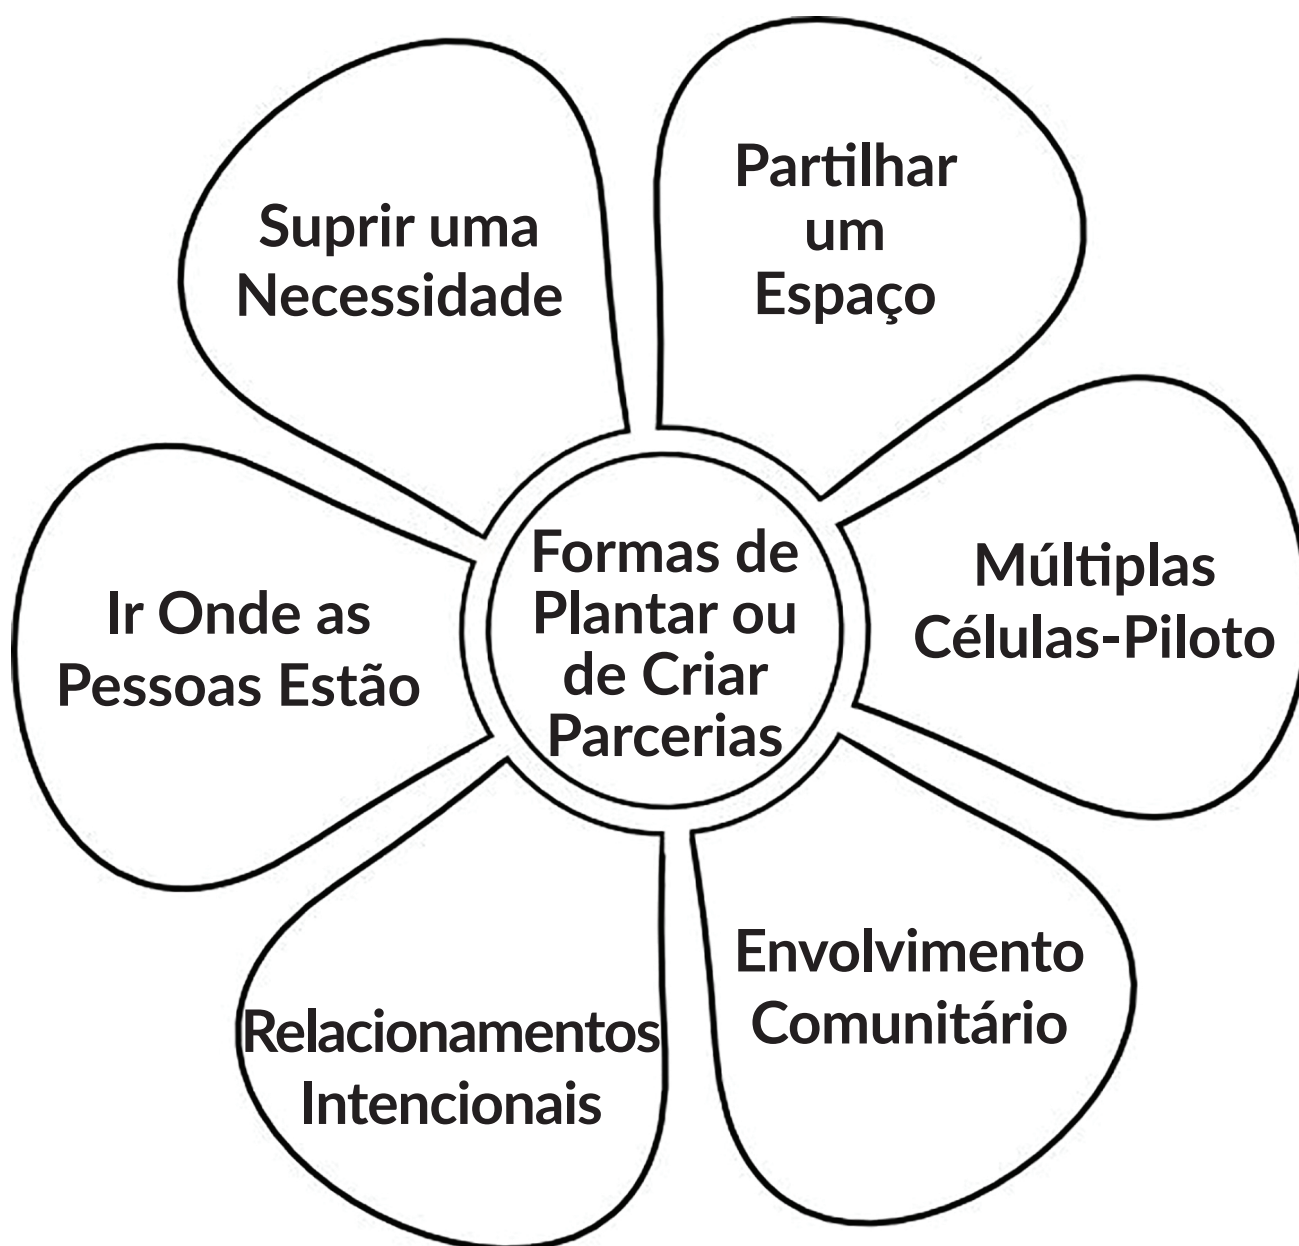 Suprir uma
Necessidade
Partilhar
um
Espaço
Múltiplas
Células-Piloto
Envolvimento
Comunitário
Relacionamentos
Intencionais
Ir Onde as
Pessoas Estão
Formas de
Plantar ou
de Criar
Parcerias